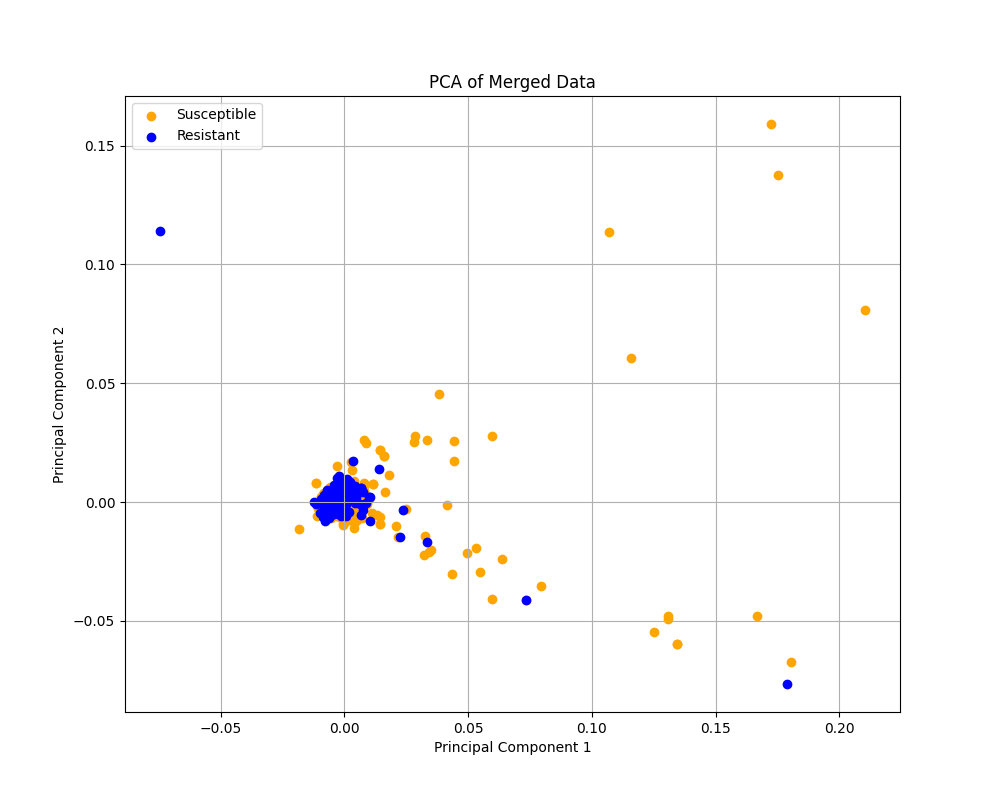 PCA of Merged Data
Susceptible
Resistant
0.15
0.10
0.05
0.00
−0.05
Principal Component 2
−0.05
0.00
0.05
0.10
0.15
0.20
Principal Component 1